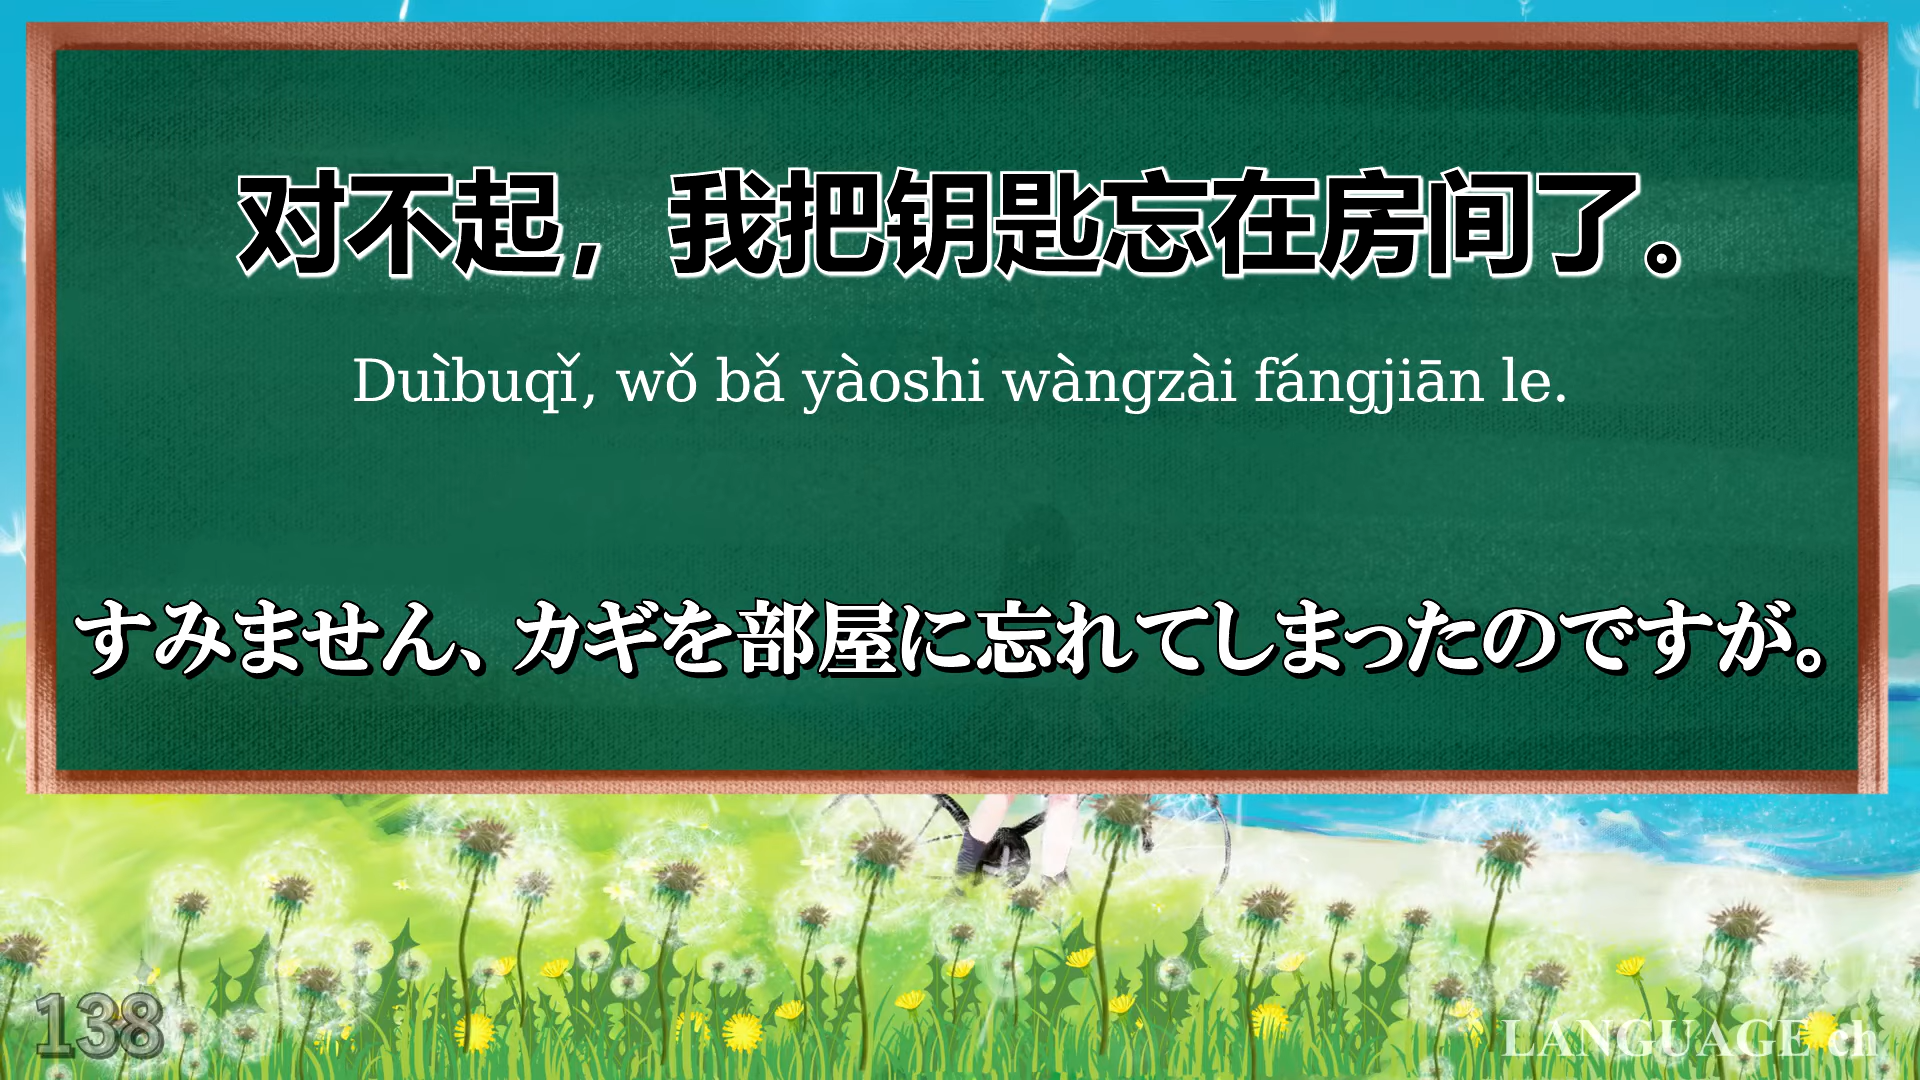 对不起，我把钥匙忘在房间了。
Duìbuqǐ, wǒ bǎ yàoshi wàngzài fángjiān le.
すみません、カギを部屋に忘れてしまったのですが。
138
LANGUAGE ch